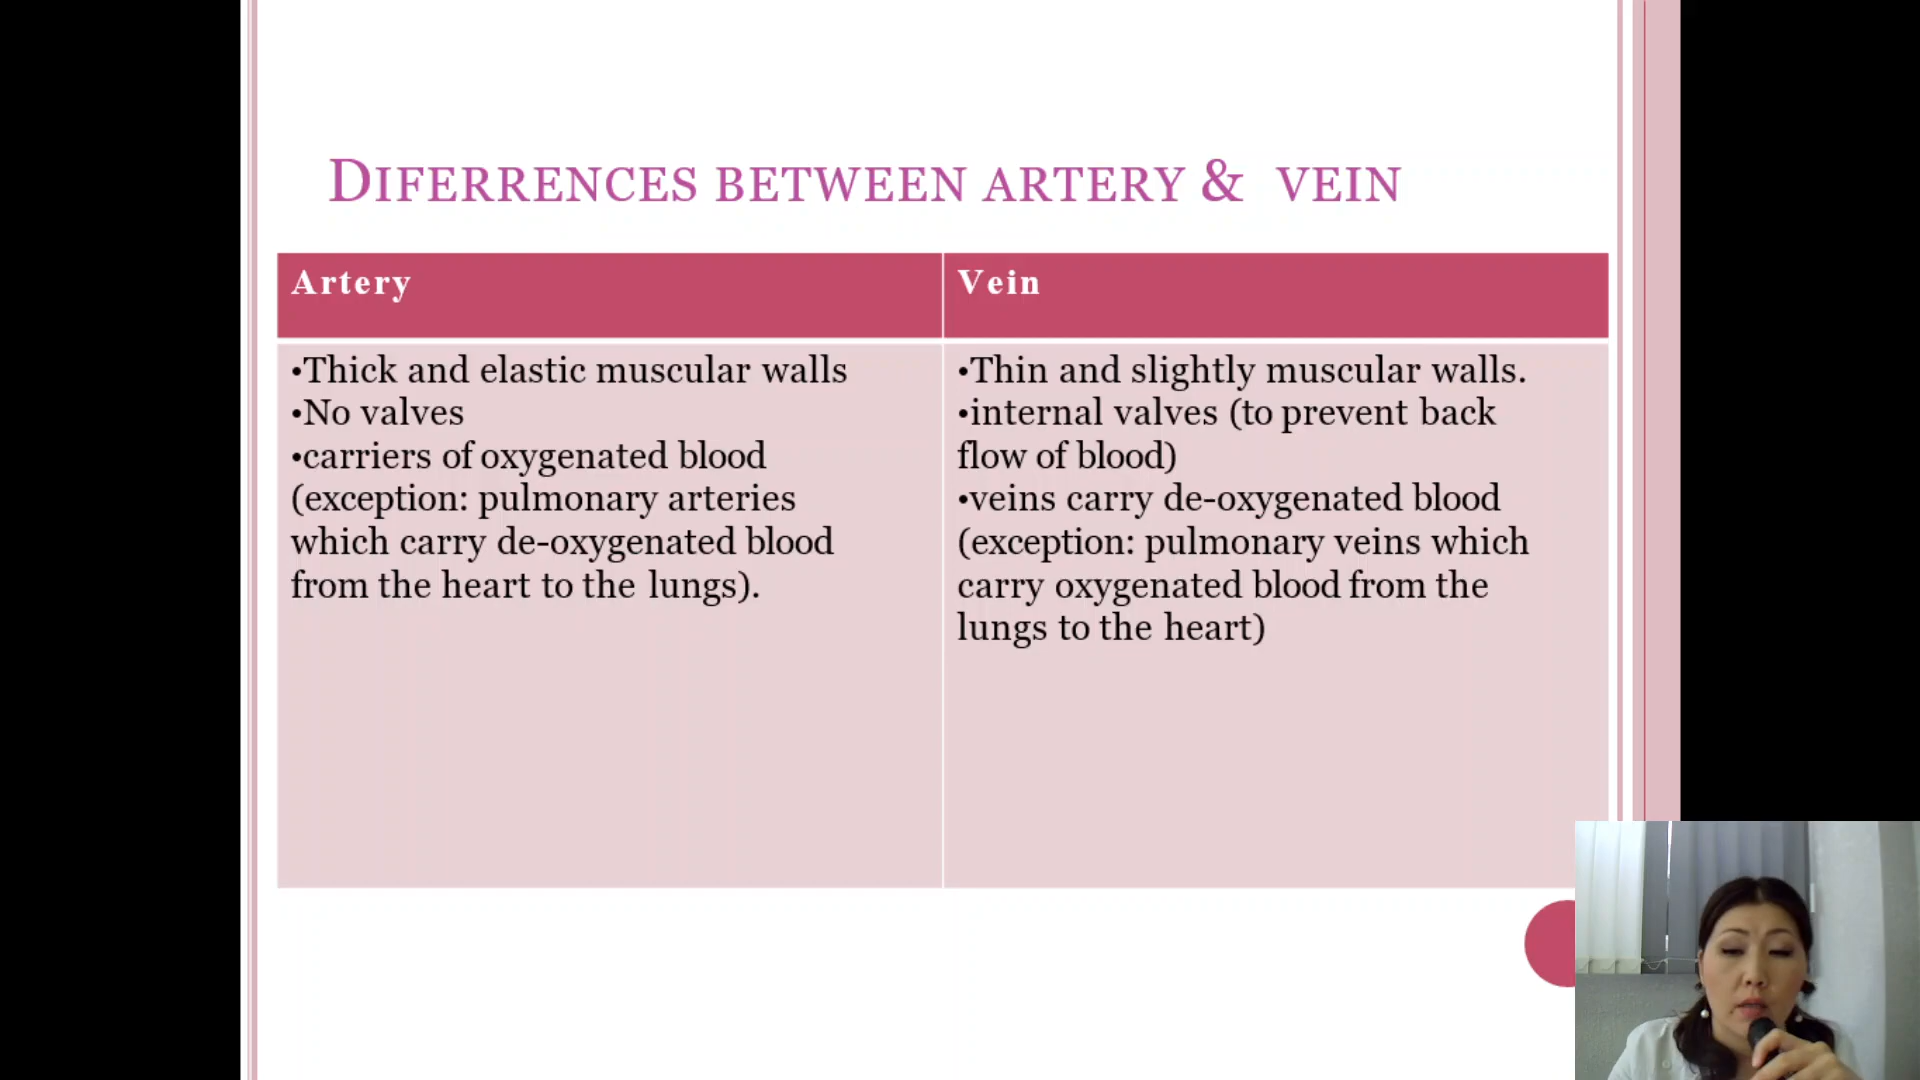 DIFERRENCES BETWEEN ARTERY & VEIN
Artery
•Thick and elastic muscular walls
•No valves
•carriers of oxygenated blood
(exception: pulmonary arteries
which carry de-oxygenated blood
from the heart to the lungs).
Vein
•Thin and slightly muscular walls.
•internal valves (to prevent back
flow of blood)
•veins carry de-oxygenated blood
(exception: pulmonary veins which
carry oxygenated blood from the
lungs to the heart)